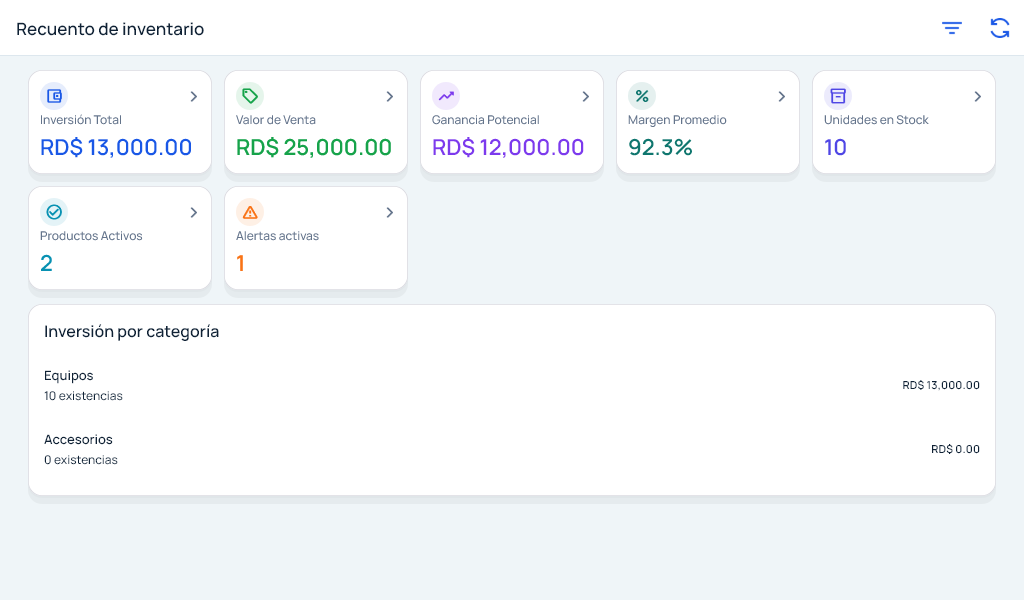 Recuento de inventario
Inversión Total
RD$ 13,000.00
Valor de Venta
RD$ 25,000.00
Ganancia Potencial
RD$ 12,000.00
Margen Promedio
92.3%
Unidades en Stock
10
Productos Activos
2
Alertas activas
1
Inversión por categoría
Equipos
10 existencias
RD$ 13,000.00
Accesorios
0 existencias
RD$ 0.00